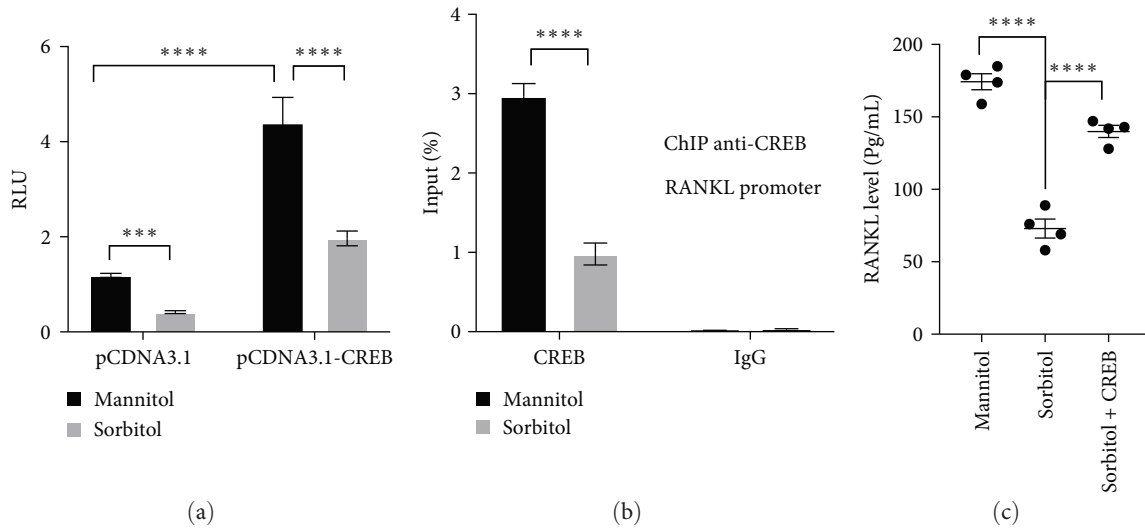 6
4
2
0
RLU
****
****
***
pCDNA3.1
pCDNA3.1-CREB
Mannitol
Sorbitol
(a)
4
3
2
1
0
Input (%)
****
ChIP anti-CREB
RANKL promoter
CREB
IgG
Mannitol
Sorbitol
(b)
200
150
100
50
0
RANKL level (Pg/mL)
****
****
Mannitol
Sorbitol
Sorbitol + CREB
(c)